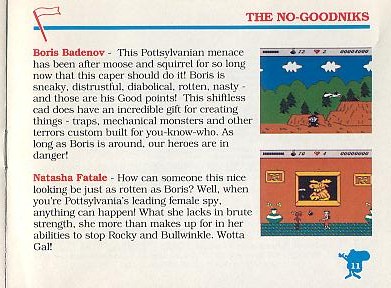 THE NO-GOODNIKS
Boris Badenov - This Pottsylvanian menace
has been after moose and squirrel for so long
now that this caper should do it! Boris is
sneaky, distrustful, diabolical, rotten, nasty -
and those are his Good points! This shiftless
cad does have an incredible gift for creating
things - traps, mechanical monsters and other
terrors custom built for you-know-who. As
long as Boris is around, our heroes are in
danger!
Natasha Fatale - How can someone this nice
looking be just as rotten as Boris? Well, when
you're Pottsylvania's leading female spy,
anything can happen! What she lacks in brute
strength, she more than makes up for in her
abilities to stop Rocky and Bullwinkle. Wotta
Gal!
11